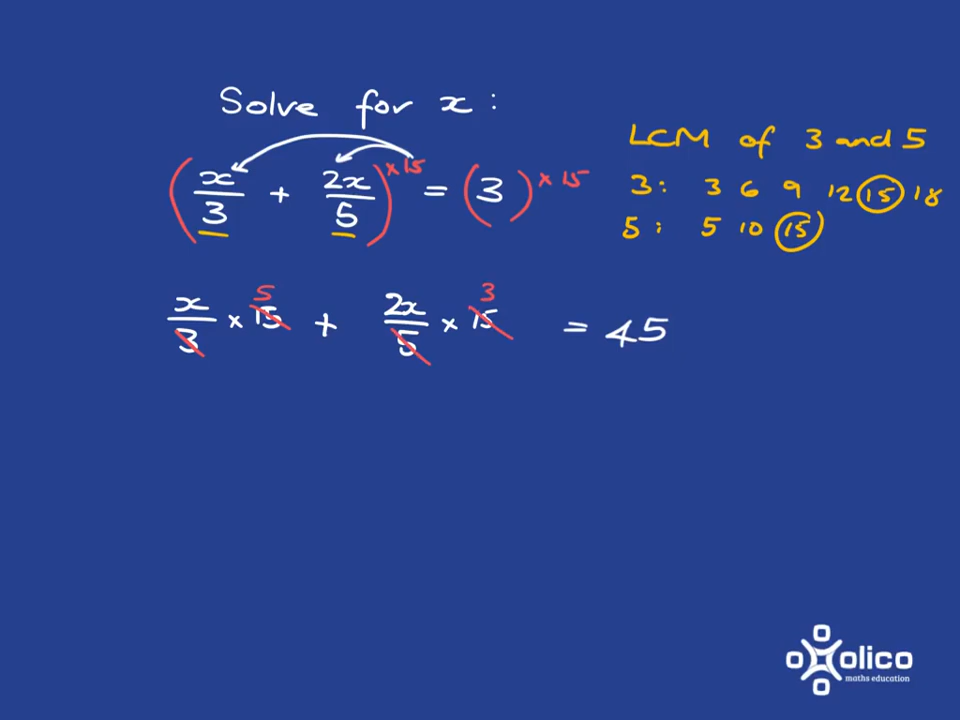 Solve for x :
(x/3 + 2x/5) × 15 = (3) × 15
x/3 × 15 5 + 2x/5 × 15 3 = 45
LCM of 3 and 5
3 : 3 6 9 12 15 18
5 : 5 10 15
olico
maths education